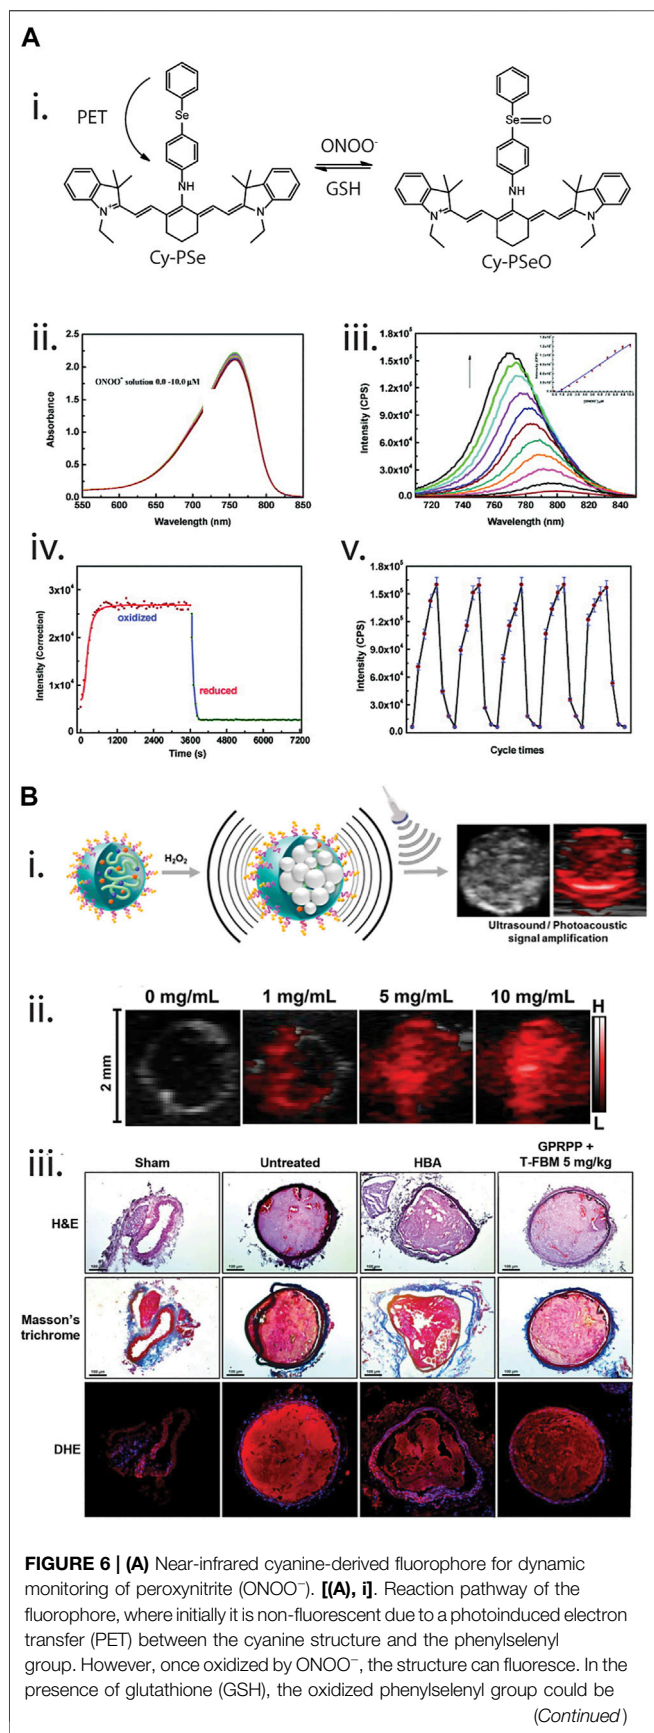 A
i.
PET
Se
NH
N+
N
Cy-PSe
ONOO-
GSH
Se
O
NH
N+
N
Cy-PSeO
ii.
2.5
2.0
1.5
1.0
0.5
0.0
Absorbance
ONOO- solution 0.0 -10.0 μM
550 600 650 700 750 800 850
Wavelength (nm)
iii.
1.8x10⁵
1.5x10⁵
1.2x10⁵
9.0x10⁴
6.0x10⁴
3.0x10⁴
0.0
Intensity (CPS)
720 740 760 780 800 820 840
Wavelength (nm)
iv.
3x10⁴
2x10⁴
1x10⁴
0
Intensity (Correction)
oxidized
reduced
0 1200 2400 3600 4800 6000 7200
Time (s)
v.
1.8x10⁵
1.5x10⁵
1.2x10⁵
9.0x10⁴
6.0x10⁴
3.0x10⁴
0.0
Intensity (CPS)
Cycle times
B
i.
H₂O₂
Ultrasound / Photoacoustic
signal amplification
ii.
0 mg/mL 1 mg/mL 5 mg/mL 10 mg/mL
2 mm
H
L
iii.
Sham Untreated HBA GPRPP +
T-FBM 5 mg/kg
H&E
Masson's
trichrome
DHE
FIGURE 6 | (A) Near-infrared cyanine-derived fluorophore for dynamic
monitoring of peroxynitrite (ONOO−). [(A), i]. Reaction pathway of the
fluorophore, where initially it is non-fluorescent due to a photoinduced electron
transfer (PET) between the cyanine structure and the phenylselenyl
group. However, once oxidized by ONOO−, the structure can fluoresce. In the
presence of glutathione (GSH), the oxidized phenylselenyl group could be
(Continued)